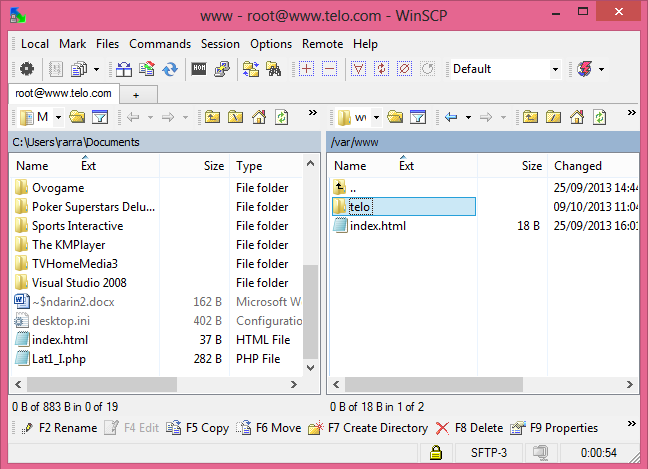 www - root@www.telo.com - WinSCP
Local Mark Files Commands Session Options Remote Help
Default
root@www.telo.com +
M » w »
C:\Users\rarra\Documents /var/www
Name Ext Size Type Name Ext Size Changed
Ovogame File folder .. 25/09/2013 14:44
Poker Superstars Delu... File folder telo 09/10/2013 11:04
Sports Interactive File folder index.html 18 B 25/09/2013 16:01
The KMPlayer File folder
TVHomeMedia3 File folder
Visual Studio 2008 File folder
~$ndarin2.docx 162 B Microsoft W
desktop.ini 402 B Configuratio
index.html 37 B HTML File
Lat1_I.php 282 B PHP File
0 B of 883 B in 0 of 19 0 B of 18 B in 1 of 2
F2 Rename F4 Edit F5 Copy F6 Move F7 Create Directory F8 Delete F9 Properties »
SFTP-3 0:00:54